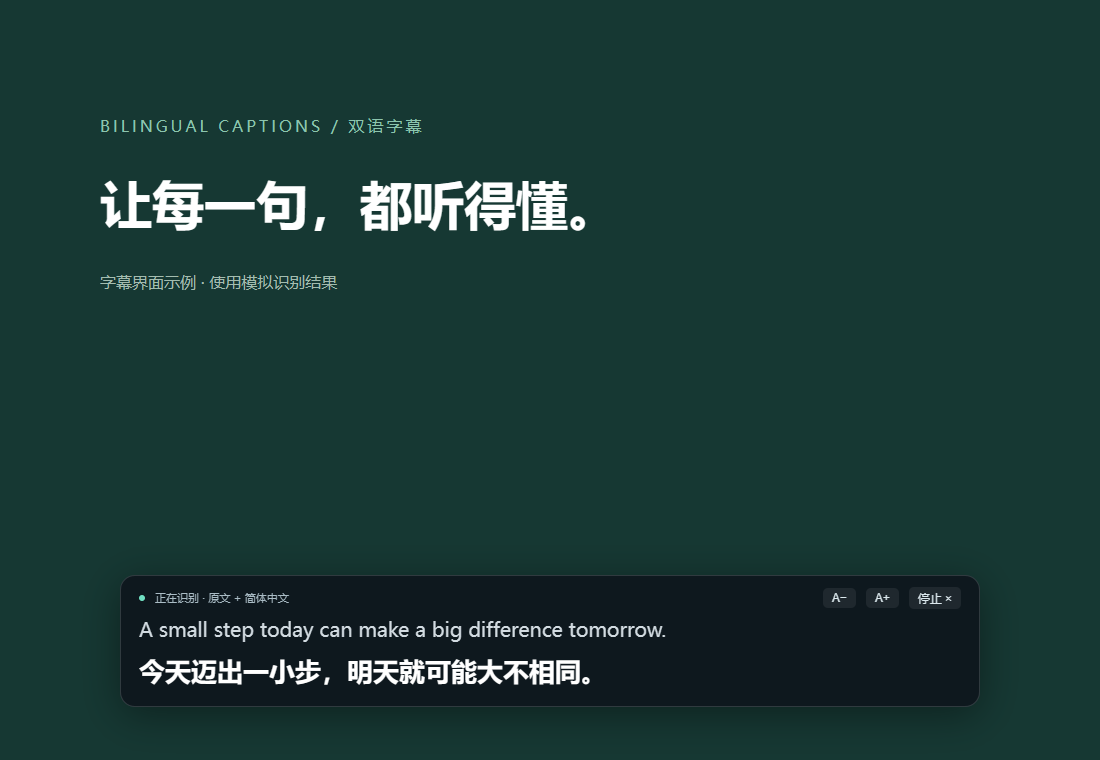 BILINGUAL CAPTIONS / 双语字幕
让每一句，都听得懂。
字幕界面示例 · 使用模拟识别结果
正在识别 · 原文 + 简体中文
A− A+ 停止 ×
A small step today can make a big difference tomorrow.
今天迈出一小步，明天就可能大不相同。